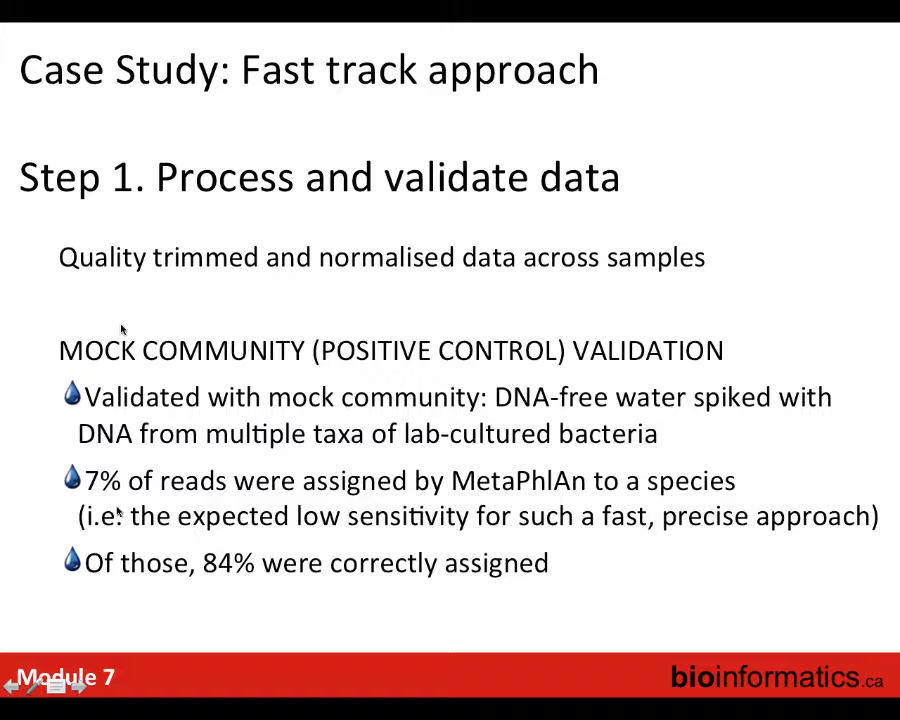 Case Study: Fast track approach
Step 1. Process and validate data
Quality trimmed and normalised data across samples
MOCK COMMUNITY (POSITIVE CONTROL) VALIDATION
Validated with mock community: DNA-free water spiked with
DNA from multiple taxa of lab-cultured bacteria
7% of reads were assigned by MetaPhlAn to a species
(i.e. the expected low sensitivity for such a fast, precise approach)
Of those, 84% were correctly assigned
Module 7
bioinformatics.ca